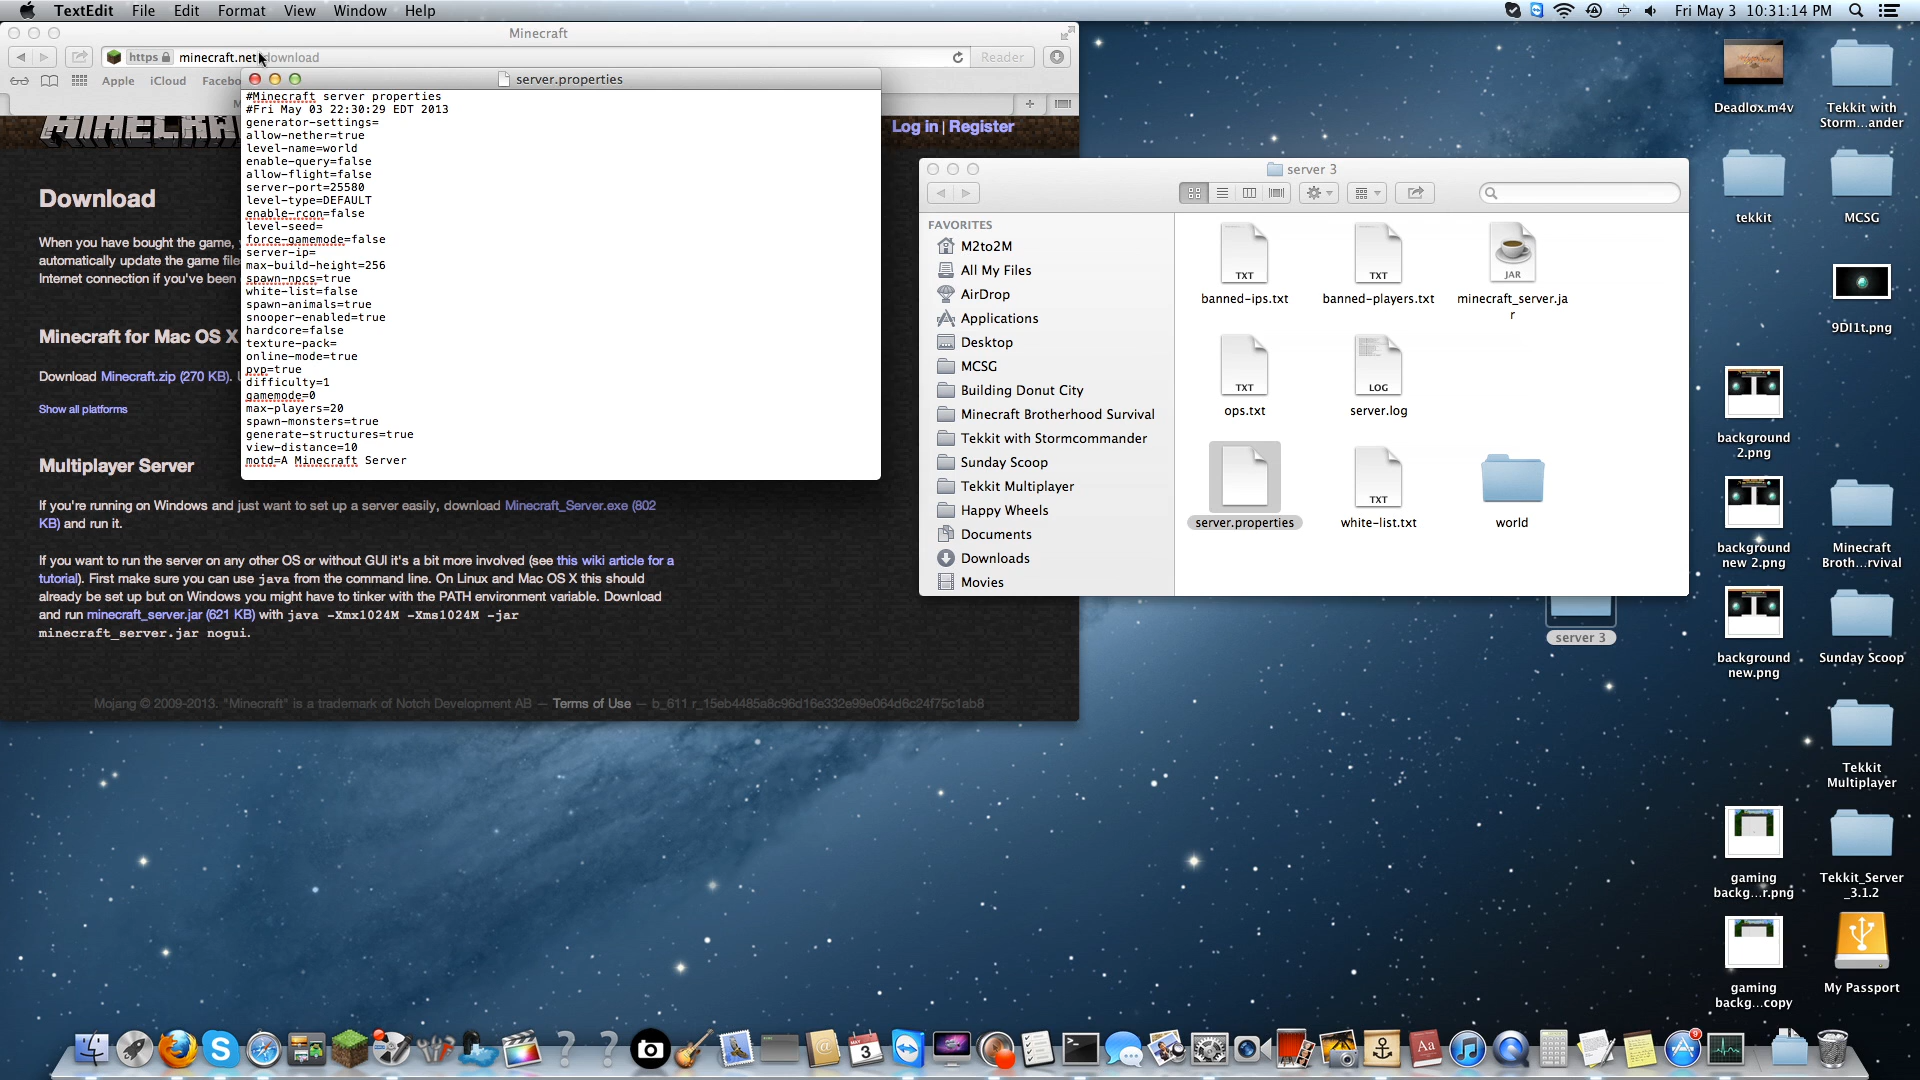 TextEdit File Edit Format View Window Help
Fri May 3 10:31:14 PM
Minecraft
https minecraft.net/download
Reader
Apple iCloud Facebo
server.properties
#Minecraft server properties
#Fri May 03 22:30:29 EDT 2013
generator-settings=
allow-nether=true
level-name=world
enable-query=false
allow-flight=false
server-port=25580
level-type=DEFAULT
enable-rcon=false
level-seed=
force-gamemode=false
server-ip=
max-build-height=256
spawn-npcs=true
white-list=false
spawn-animals=true
snooper-enabled=true
hardcore=false
texture-pack=
online-mode=true
pvp=true
difficulty=1
gamemode=0
max-players=20
spawn-monsters=true
generate-structures=true
view-distance=10
motd=A Minecraft Server
Log in | Register
Download
When you have bought the game,
automatically update the game file
Internet connection if you've been
Minecraft for Mac OS X
Download Minecraft.zip (270 KB).
Show all platforms
Multiplayer Server
If you're running on Windows and just want to set up a server easily, download Minecraft_Server.exe (802
KB) and run it.
If you want to run the server on any other OS or without GUI it's a bit more involved (see this wiki article for a
tutorial). First make sure you can use java from the command line. On Linux and Mac OS X this should
already be set up but on Windows you might have to tinker with the PATH environment variable. Download
and run minecraft_server.jar (621 KB) with java -Xmx1024M -Xms1024M -jar
minecraft_server.jar nogui.
Mojang © 2009-2013. "Minecraft" is a trademark of Notch Development AB — Terms of Use — b_611 r_15eb4485a8c96d16e332e99e064d6c24f75c1ab8
server 3
FAVORITES
M2to2M
All My Files
AirDrop
Applications
Desktop
MCSG
Building Donut City
Minecraft Brotherhood Survival
Tekkit with Stormcommander
Sunday Scoop
Tekkit Multiplayer
Happy Wheels
Documents
Downloads
Movies
TXT TXT JAR
banned-ips.txt banned-players.txt minecraft_server.ja
r
TXT LOG
ops.txt server.log
TXT
server.properties white-list.txt world
server 3
Deadlox.m4v
Tekkit with
Storm...ander
tekkit
MCSG
9DI1t.png
background
2.png
background
new 2.png
Minecraft
Broth...rvival
background
new.png
Sunday Scoop
Tekkit
Multiplayer
gaming
backg...r.png
Tekkit_Server
_3.1.2
gaming
backg...copy
My Passport
3
Aa
9